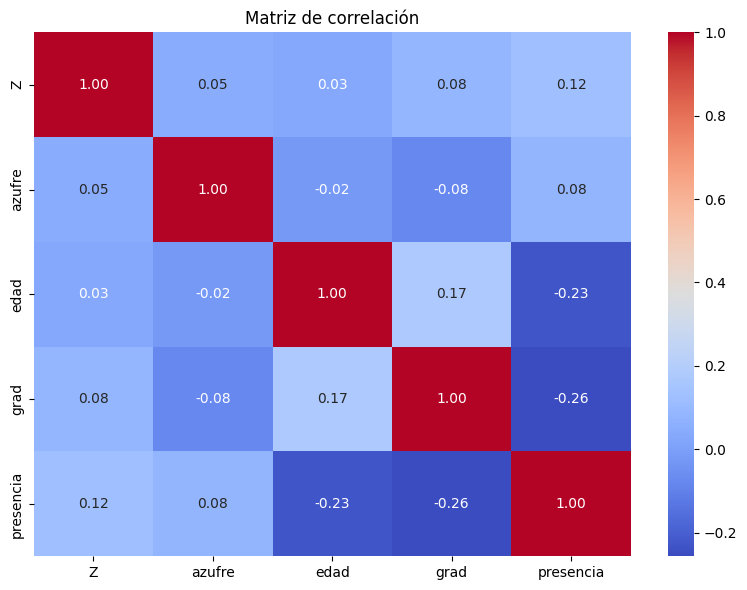 Matriz de correlación
Z 1.00 0.05 0.03 0.08 0.12
azufre 0.05 1.00 -0.02 -0.08 0.08
edad 0.03 -0.02 1.00 0.17 -0.23
grad 0.08 -0.08 0.17 1.00 -0.26
presencia 0.12 0.08 -0.23 -0.26 1.00
Z azufre edad grad presencia
1.0
0.8
0.6
0.4
0.2
0.0
−0.2